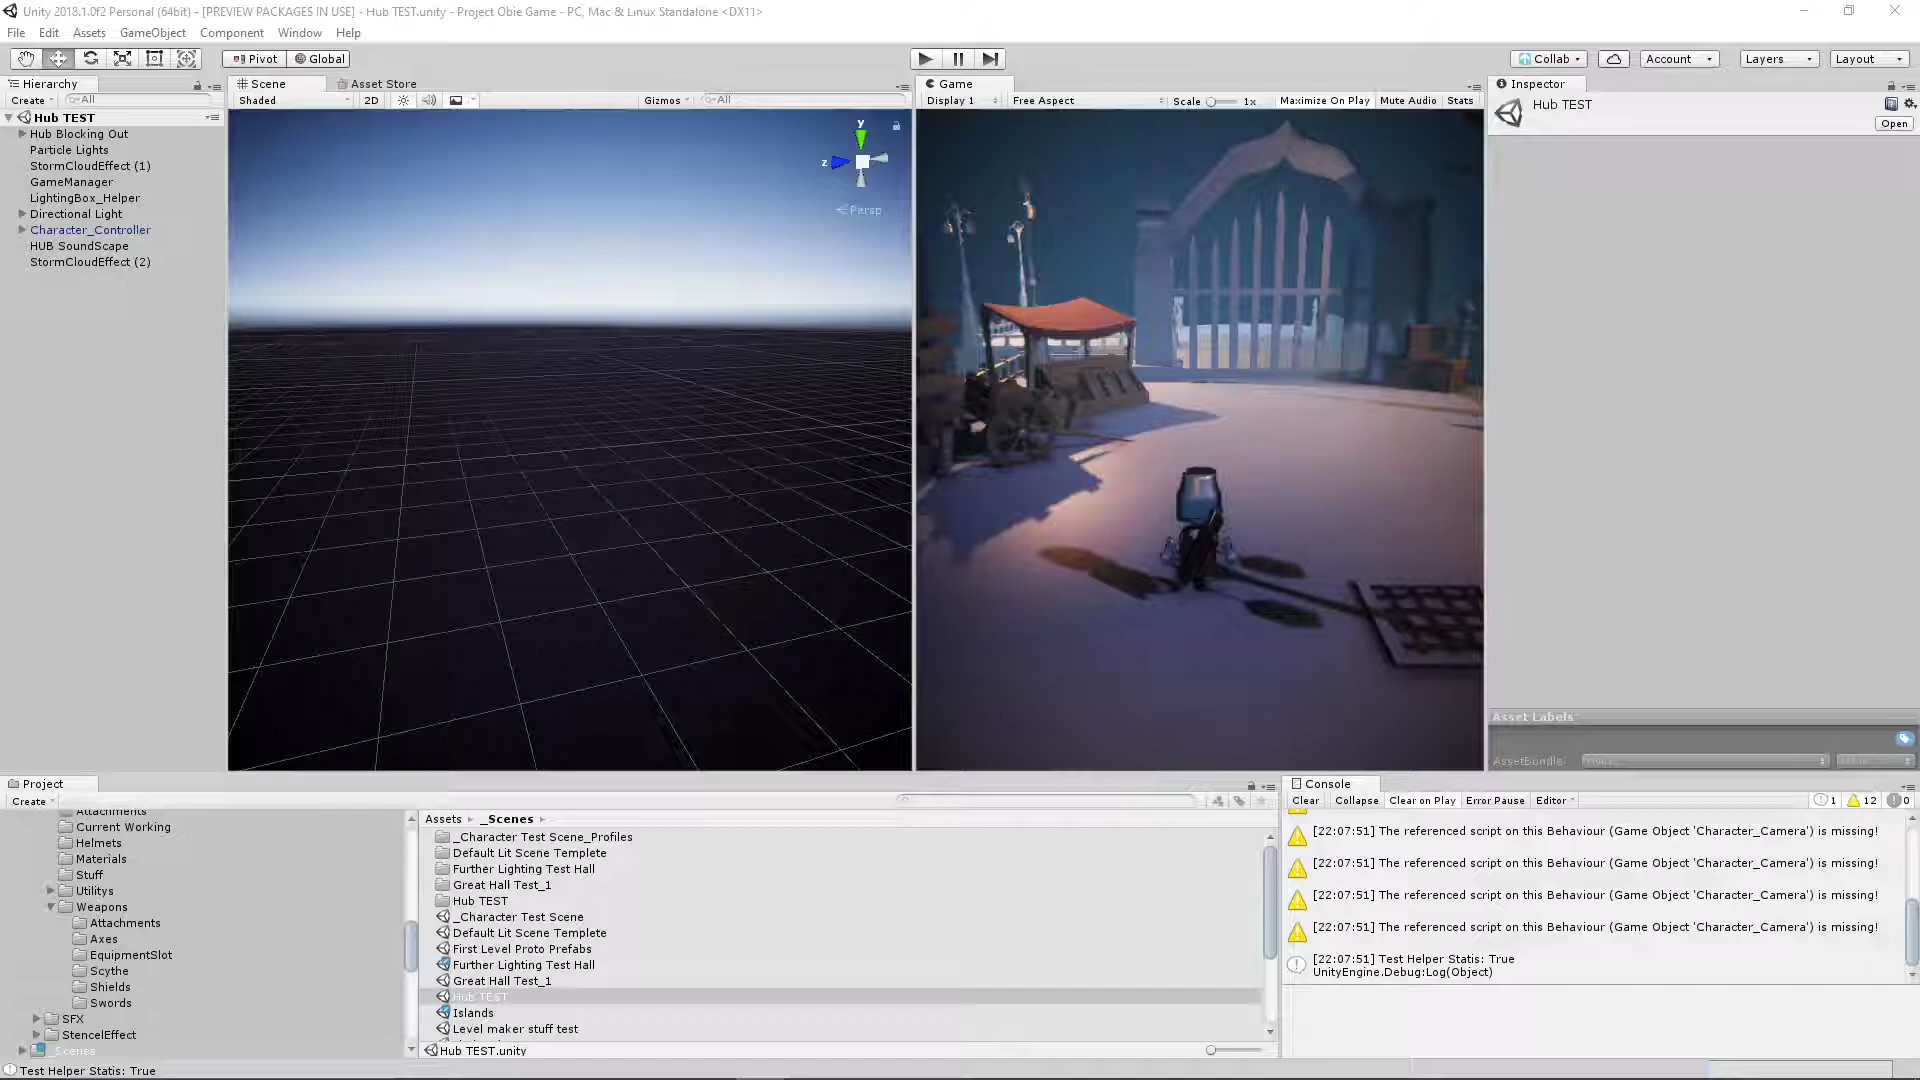 Unity 2018.1.0f2 Personal (64bit) - [PREVIEW PACKAGES IN USE] - Hub TEST.unity - Project Obie Game - PC, Mac & Linux Standalone <DX11>
File Edit Assets GameObject Component Window Help
Pivot Global Collab Account Layers Layout
Hierarchy Scene Asset Store Game Inspector
Create All Shaded 2D Gizmos All Display 1 Free Aspect Scale 1x Maximize On Play Mute Audio Stats Hub TEST
Open
Hub TEST
Hub Blocking Out
Particle Lights
StormCloudEffect (1)
GameManager
LightingBox_Helper
Directional Light
Character_Controller
HUB SoundScape
StormCloudEffect (2)
y
z
Persp
Asset Labels
AssetBundle
Project
Create
Attachments
Current Working
Helmets
Materials
Stuff
Utilitys
Weapons
Attachments
Axes
EquipmentSlot
Scythe
Shields
Swords
SFX
StencelEffect
_Scenes
Assets _Scenes
_Character Test Scene_Profiles
Default Lit Scene Templete
Further Lighting Test Hall
Great Hall Test_1
Hub TEST
_Character Test Scene
Default Lit Scene Templete
First Level Proto Prefabs
Further Lighting Test Hall
Great Hall Test_1
Hub TEST
Islands
Level maker stuff test
Hub TEST.unity
Console
Clear Collapse Clear on Play Error Pause Editor 1 12 0
[22:07:51] The referenced script on this Behaviour (Game Object 'Character_Camera') is missing!
[22:07:51] The referenced script on this Behaviour (Game Object 'Character_Camera') is missing!
[22:07:51] The referenced script on this Behaviour (Game Object 'Character_Camera') is missing!
[22:07:51] The referenced script on this Behaviour (Game Object 'Character_Camera') is missing!
[22:07:51] Test Helper Statis: True
UnityEngine.Debug:Log(Object)
Test Helper Statis: True